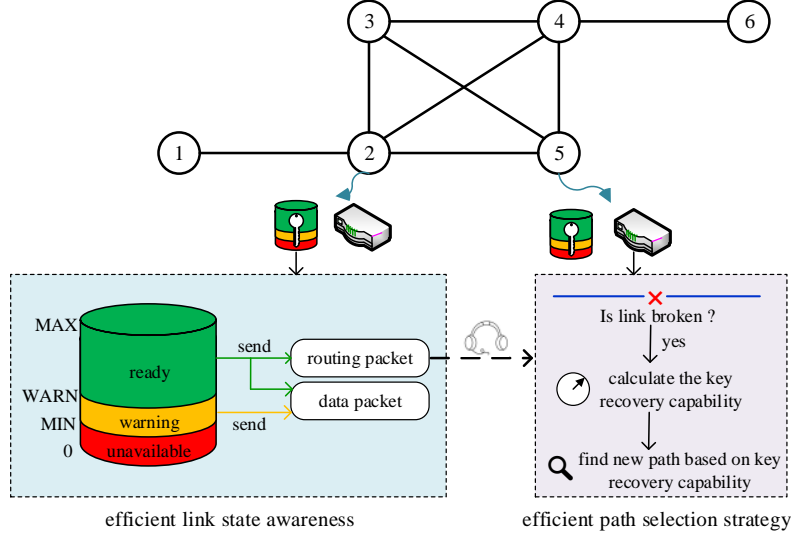 3
4
6
1
2
5
MAX
WARN
MIN
0
ready
warning
unavailable
send
send
routing packet
data packet
Is link broken ?
yes
calculate the key
recovery capability
find new path based on key
recovery capability
efficient link state awareness
efficient path selection strategy